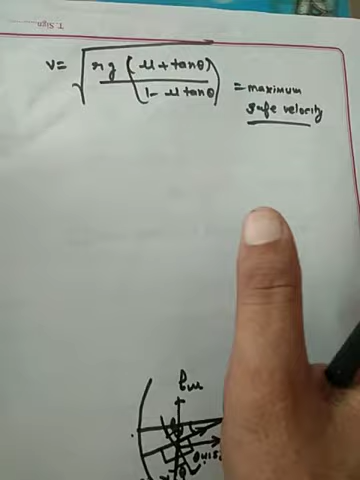 T. Sign
v = √(rg (μ + tanθ) / (1 - μ tanθ)) = maximum
safe velocity